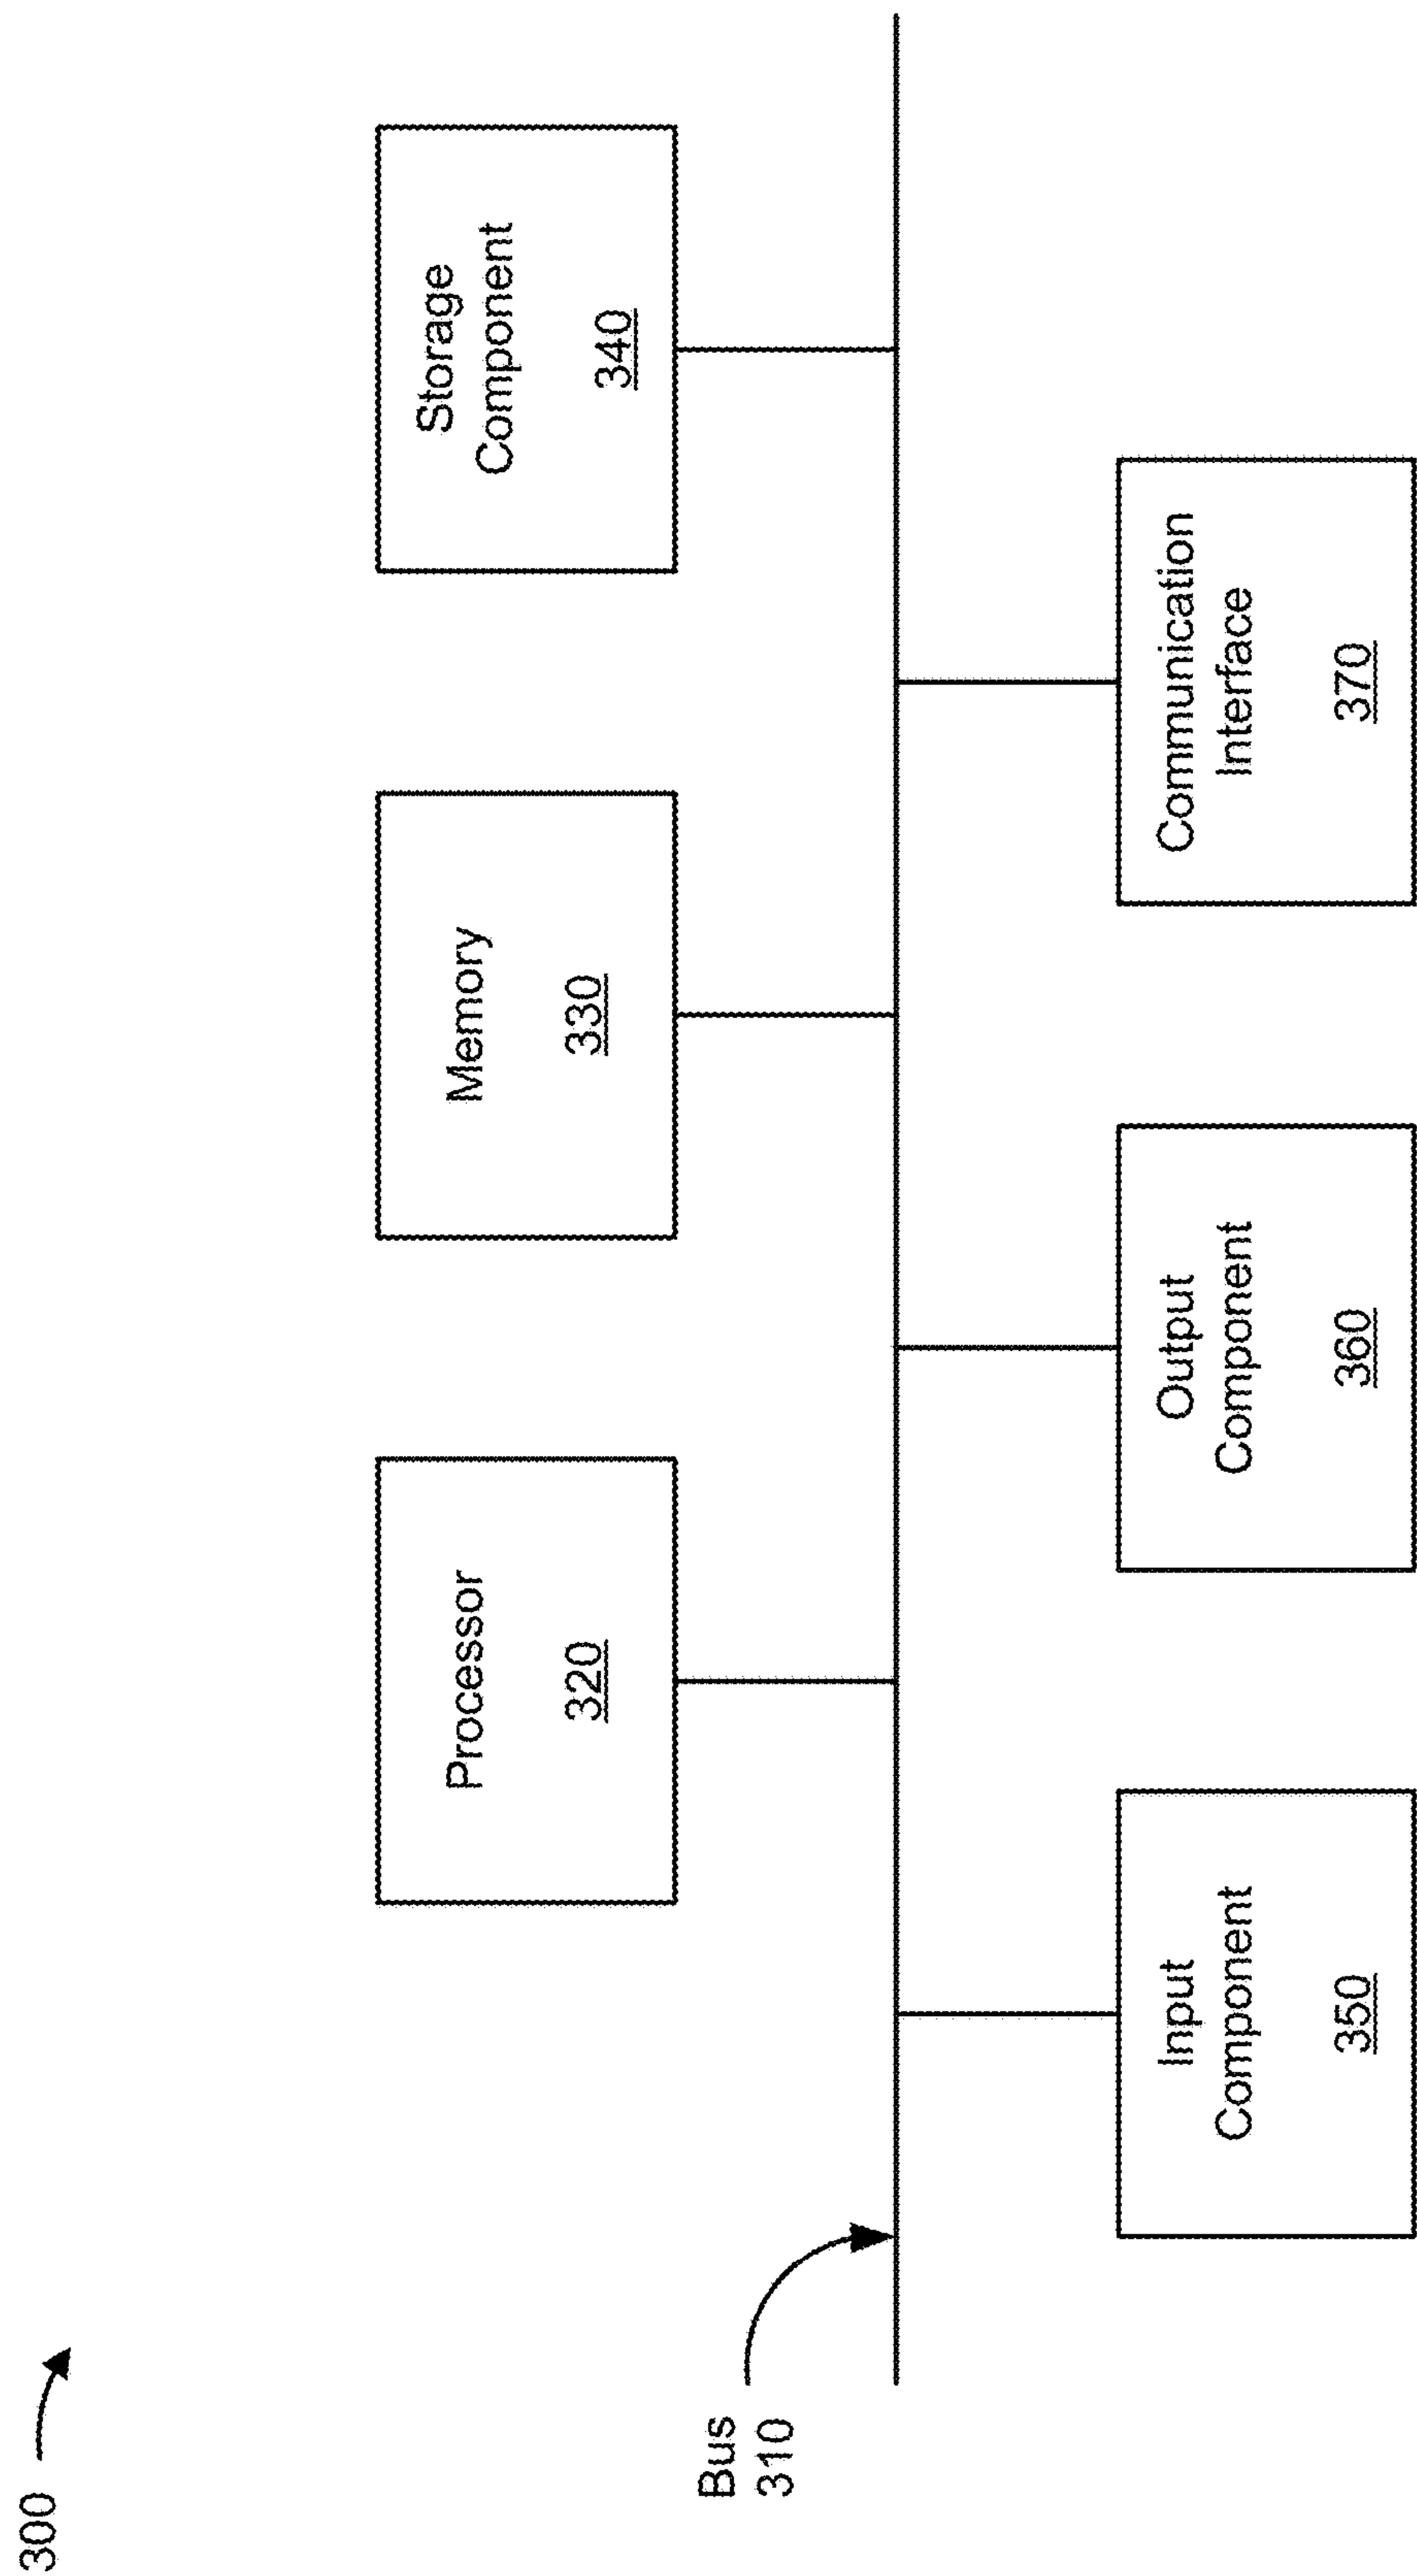 300
Processor
320
Memory
330
Storage
Component
340
Bus
310
Input
Component
350
Output
Component
360
Communication
Interface
370